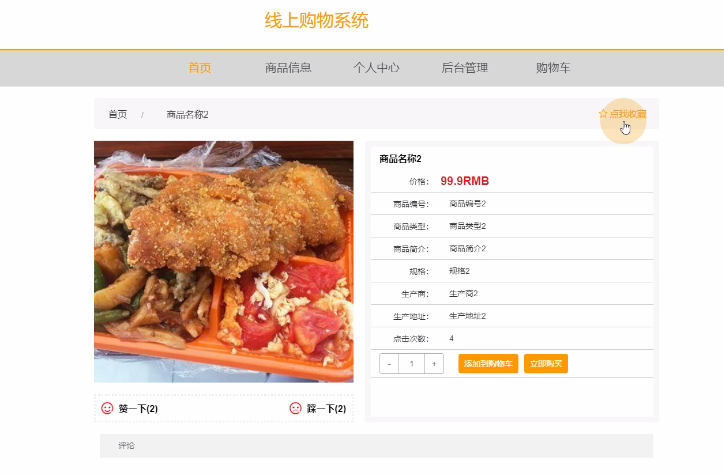 线上购物系统
首页 商品信息 个人中心 后台管理 购物车
首页 / 商品名称2 点我收藏
商品名称2
价格: 99.9RMB
商品编号: 商品编号2
商品类型: 商品类型2
商品简介: 商品简介2
规格: 规格2
生产商: 生产商2
生产地址: 生产地址2
点击次数: 4
- 1 + 添加到购物车 立即购买
赞一下(2) 踩一下(2)
评论